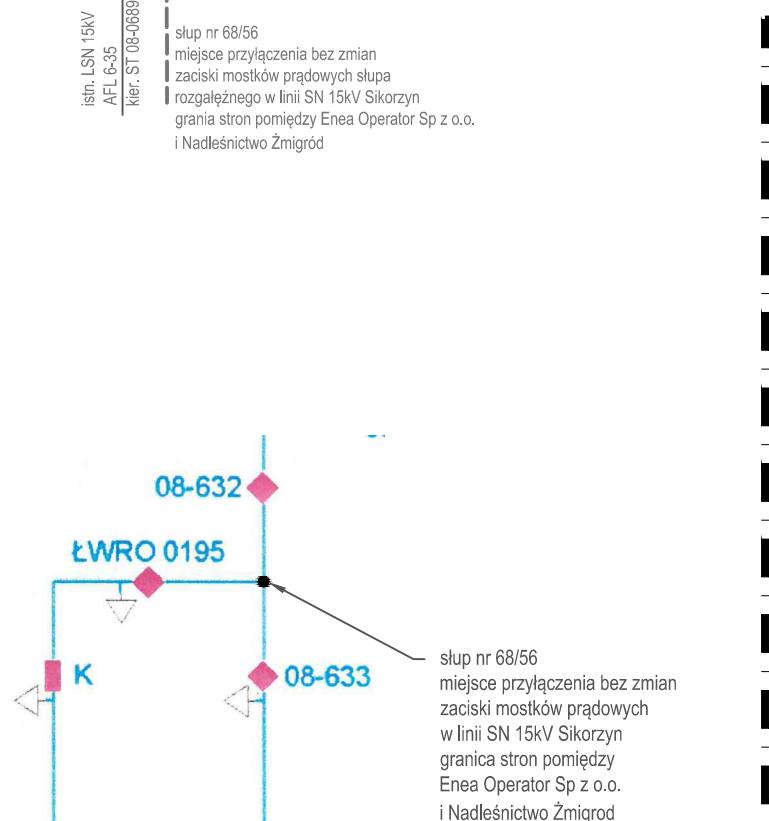 istn. LSN 15kV
AFL 6-35
kier. ST 08-0689
słup nr 68/56
miejsce przyłączenia bez zmian
zaciski mostków prądowych słupa
rozgałęźnego w linii SN 15kV Sikorzyn
grania stron pomiędzy Enea Operator Sp z o.o.
i Nadleśnictwo Żmigród
08-632
ŁWRO 0195
K
08-633
słup nr 68/56
miejsce przyłączenia bez zmian
zaciski mostków prądowych
w linii SN 15kV Sikorzyn
granica stron pomiędzy
Enea Operator Sp z o.o.
i Nadleśnictwo Żmigrod